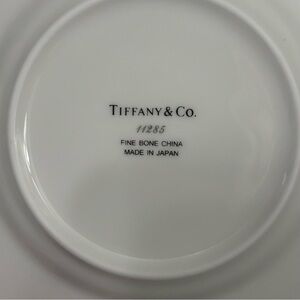 TIFFANY & CO.
11285
FINE BONE CHINA
MADE IN JAPAN